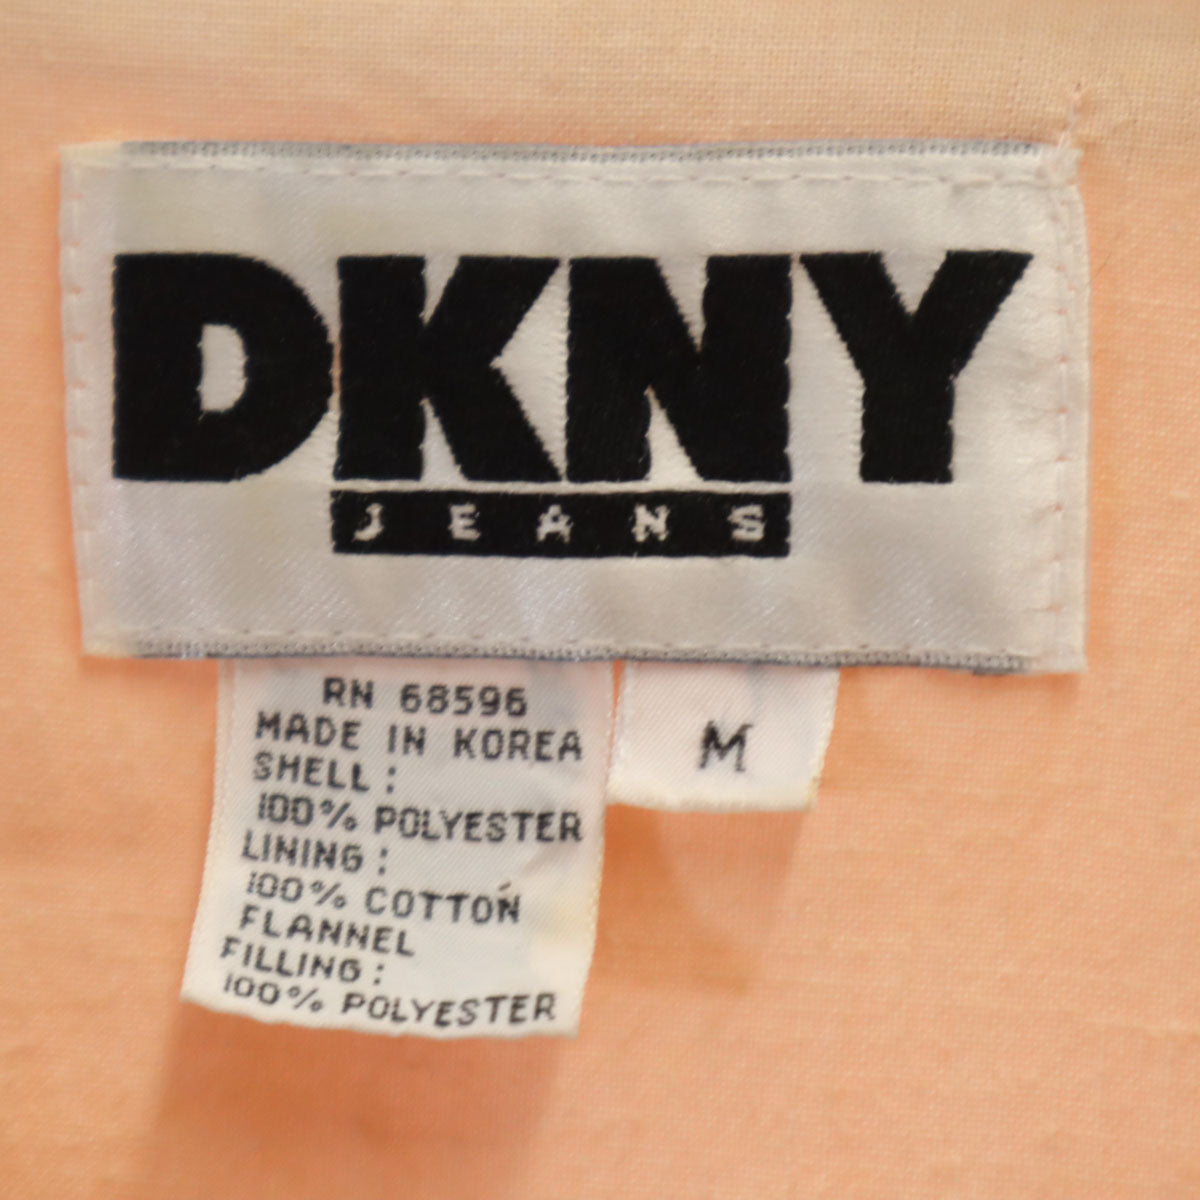 DKNY
JEANS
RN 68596
MADE IN KOREA
SHELL :
100% POLYESTER
LINING :
100% COTTON
FLANNEL
FILLING :
100% POLYESTER
M